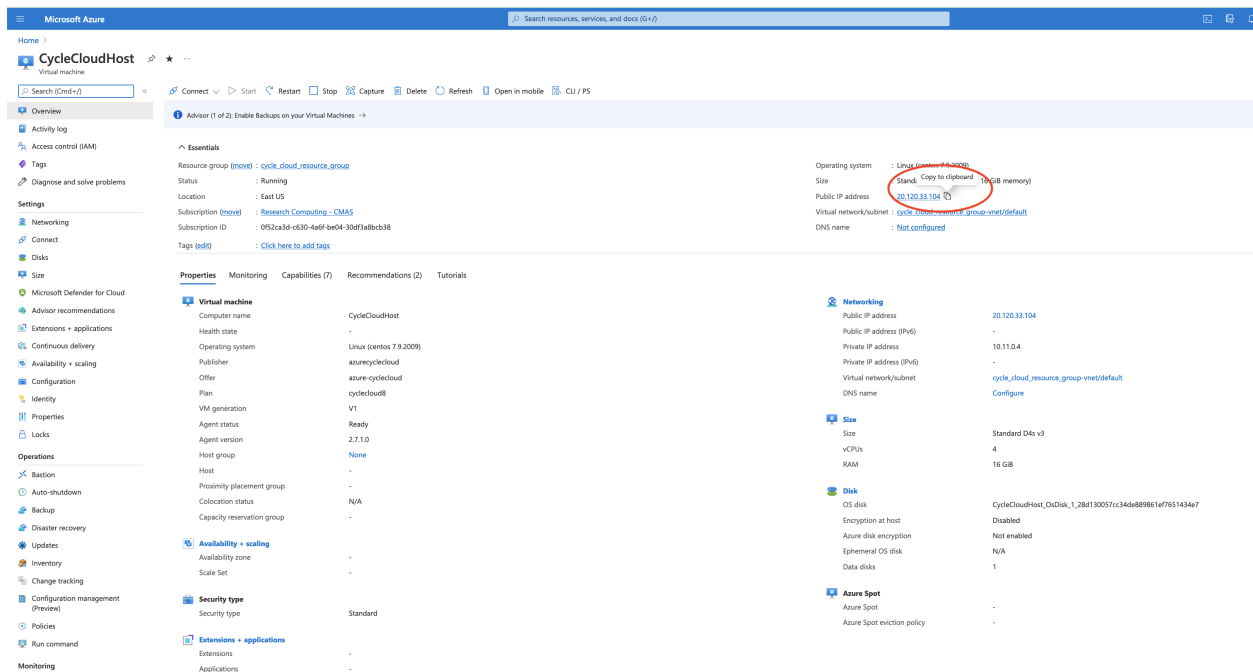 Microsoft Azure
Search resources, services, and docs (G+/)
Home >
CycleCloudHost
Virtual machine
Search (Cmd+/)
«
Connect
Start
Restart
Stop
Capture
Delete
Refresh
Open in mobile
CLI / PS
Overview
Activity log
Access control (IAM)
Tags
Diagnose and solve problems
Settings
Networking
Connect
Disks
Size
Microsoft Defender for Cloud
Advisor recommendations
Extensions + applications
Continuous delivery
Availability + scaling
Configuration
Identity
Properties
Locks
Operations
Bastion
Auto-shutdown
Backup
Disaster recovery
Updates
Inventory
Change tracking
Configuration management
(Preview)
Policies
Run command
Monitoring
Advisor (1 of 2): Enable Backups on your Virtual Machines →
Essentials
Resource group (move) : cycle_cloud_resource_group
Status : Running
Location : East US
Subscription (move) : Research Computing - CMAS
Subscription ID : 0f52ca3d-c630-4a6f-be04-30df3a8bcb38
Tags (edit) : Click here to add tags
Operating system : Linux (centos 7.9.2009)
Size : Standa 16 GiB memory)
Copy to clipboard
Public IP address : 20.120.33.104
Virtual network/subnet : cycle_cloud_resource_group-vnet/default
DNS name : Not configured
Properties Monitoring Capabilities (7) Recommendations (2) Tutorials
Virtual machine
Computer name CycleCloudHost
Health state -
Operating system Linux (centos 7.9.2009)
Publisher azurecyclecloud
Offer azure-cyclecloud
Plan cyclecloud8
VM generation V1
Agent status Ready
Agent version 2.7.1.0
Host group None
Host -
Proximity placement group -
Colocation status N/A
Capacity reservation group -
Availability + scaling
Availability zone -
Scale Set -
Security type
Security type Standard
Extensions + applications
Extensions -
Applications -
Networking
Public IP address 20.120.33.104
Public IP address (IPv6) -
Private IP address 10.11.0.4
Private IP address (IPv6) -
Virtual network/subnet cycle_cloud_resource_group-vnet/default
DNS name Configure
Size
Size Standard D4s v3
vCPUs 4
RAM 16 GiB
Disk
OS disk CycleCloudHost_OsDisk_1_28d130057cc34de889861ef7651434e7
Encryption at host Disabled
Azure disk encryption Not enabled
Ephemeral OS disk N/A
Data disks 1
Azure Spot
Azure Spot -
Azure Spot eviction policy -